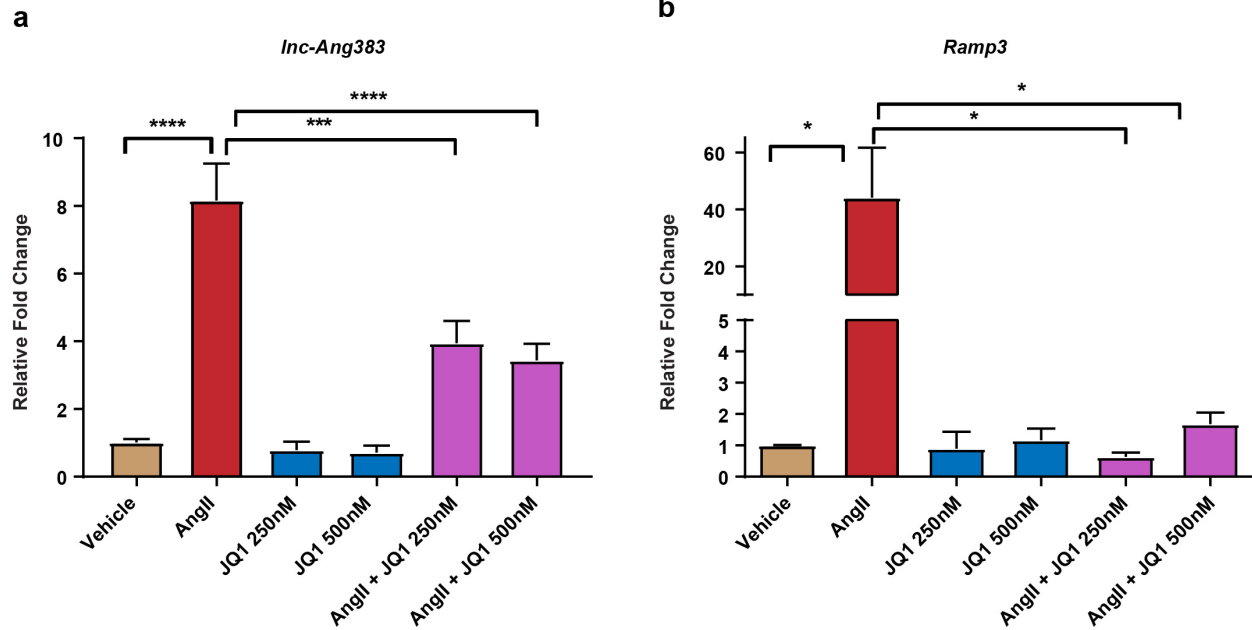 a
lnc-Ang383
****
****
***
10
8
6
4
2
0
Relative Fold Change
Vehicle
AngII
JQ1 250nM
JQ1 500nM
AngII + JQ1 250nM
AngII + JQ1 500nM
b
Ramp3
*
*
*
60
40
20
5
4
3
2
1
0
Relative Fold Change
Vehicle
AngII
JQ1 250nM
JQ1 500nM
AngII + JQ1 250nM
AngII + JQ1 500nM